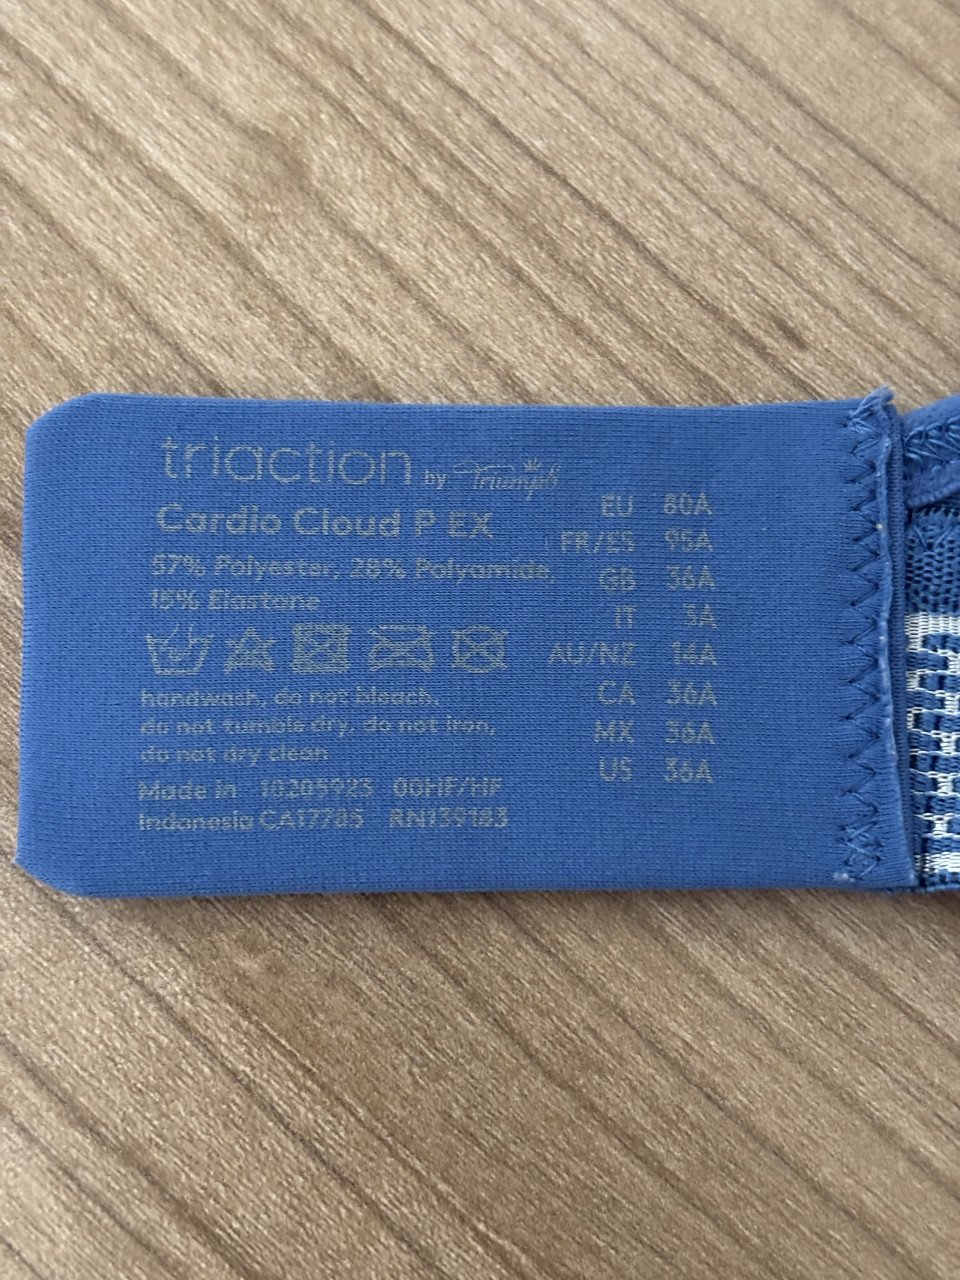 triaction by Triumph
Cardio Cloud P EX
57% Polyester, 28% Polyamide,
15% Elastane
handwash, do not bleach,
do not tumble dry, do not iron,
do not dry clean
Made in 10205923 00HF/HF
Indonesia CA17785 RN139183
EU 80A
FR/ES 95A
GB 36A
IT 3A
AU/NZ 14A
CA 36A
MX 36A
US 36A